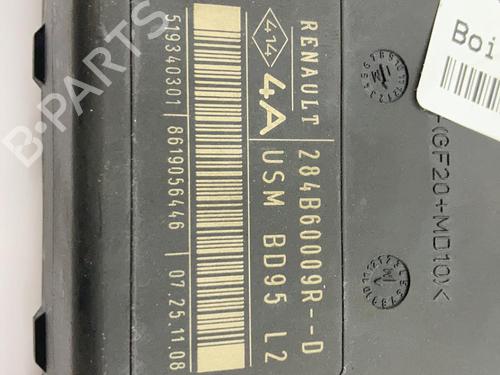 RENAULT 284B60009R--D
414 4A USM BD95 L2
519340301 8619056446 07.25.11.08
(GF20+MD10)<
Boi
B-PARTS